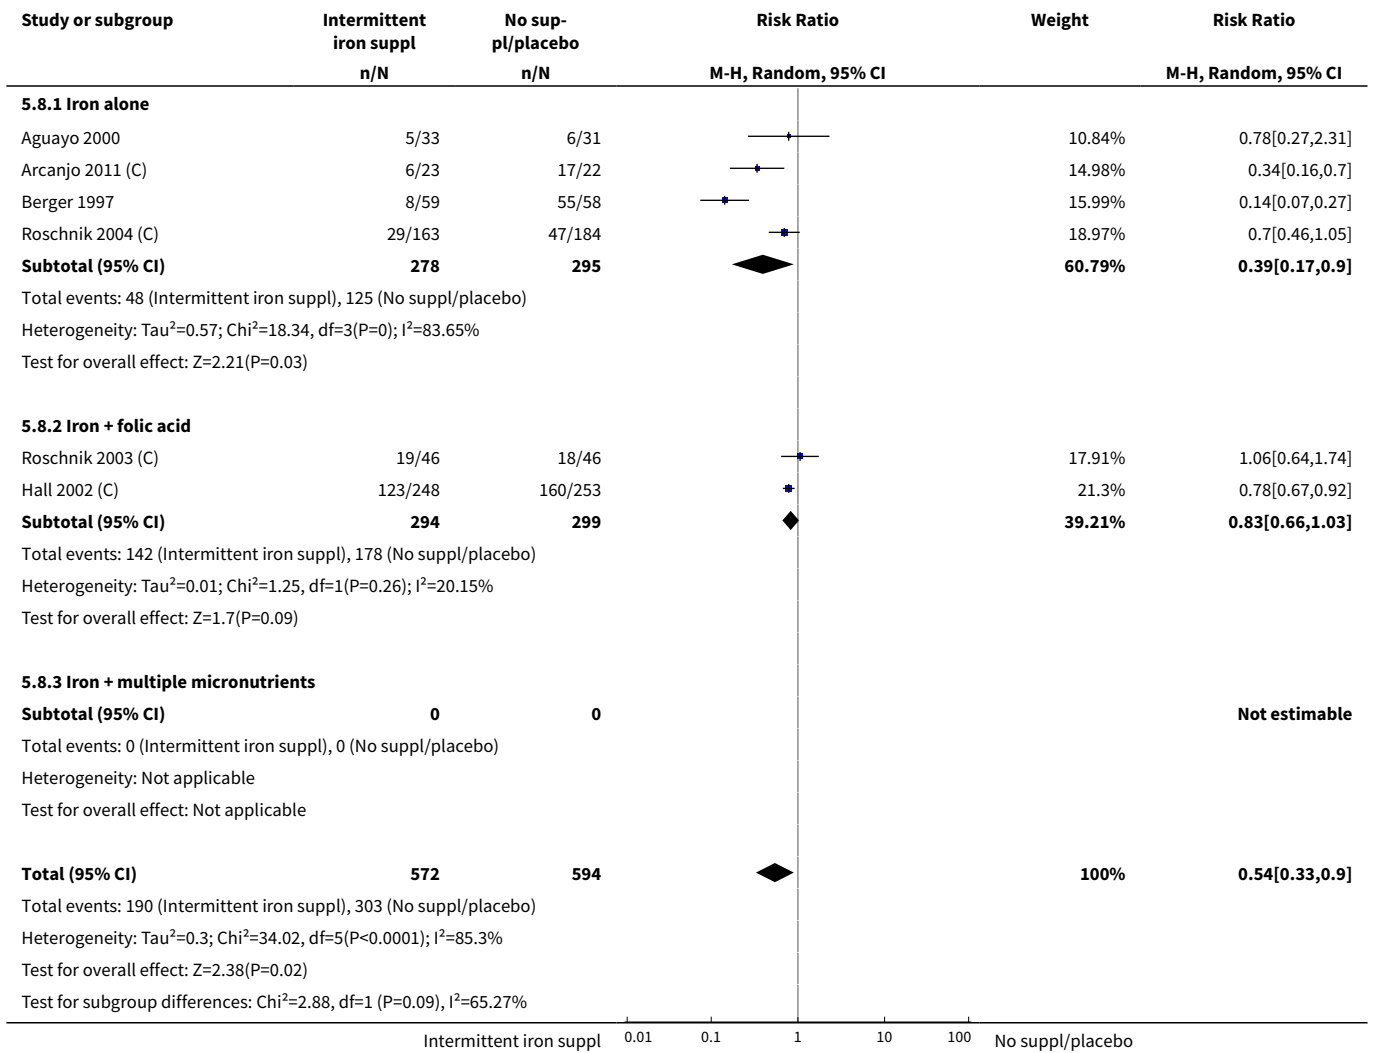 Study or subgroup Intermittent iron suppl No sup-pl/placebo Risk Ratio Weight Risk Ratio
n/N n/N M-H, Random, 95% CI M-H, Random, 95% CI
5.8.1 Iron alone
Aguayo 2000 5/33 6/31 10.84% 0.78[0.27,2.31]
Arcanjo 2011 (C) 6/23 17/22 14.98% 0.34[0.16,0.7]
Berger 1997 8/59 55/58 15.99% 0.14[0.07,0.27]
Roschnik 2004 (C) 29/163 47/184 18.97% 0.7[0.46,1.05]
Subtotal (95% CI) 278 295 60.79% 0.39[0.17,0.9]
Total events: 48 (Intermittent iron suppl), 125 (No suppl/placebo)
Heterogeneity: Tau²=0.57; Chi²=18.34, df=3(P=0); I²=83.65%
Test for overall effect: Z=2.21(P=0.03)
5.8.2 Iron + folic acid
Roschnik 2003 (C) 19/46 18/46 17.91% 1.06[0.64,1.74]
Hall 2002 (C) 123/248 160/253 21.3% 0.78[0.67,0.92]
Subtotal (95% CI) 294 299 39.21% 0.83[0.66,1.03]
Total events: 142 (Intermittent iron suppl), 178 (No suppl/placebo)
Heterogeneity: Tau²=0.01; Chi²=1.25, df=1(P=0.26); I²=20.15%
Test for overall effect: Z=1.7(P=0.09)
5.8.3 Iron + multiple micronutrients
Subtotal (95% CI) 0 0 Not estimable
Total events: 0 (Intermittent iron suppl), 0 (No suppl/placebo)
Heterogeneity: Not applicable
Test for overall effect: Not applicable
Total (95% CI) 572 594 100% 0.54[0.33,0.9]
Total events: 190 (Intermittent iron suppl), 303 (No suppl/placebo)
Heterogeneity: Tau²=0.3; Chi²=34.02, df=5(P<0.0001); I²=85.3%
Test for overall effect: Z=2.38(P=0.02)
Test for subgroup differences: Chi²=2.88, df=1 (P=0.09), I²=65.27%
Intermittent iron suppl 0.01 0.1 1 10 100 No suppl/placebo